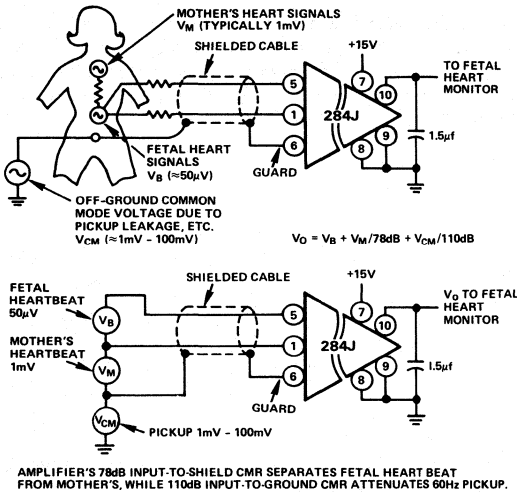 MOTHER'S HEART SIGNALS
VM (TYPICALLY 1mV)
SHIELDED CABLE
+15V
TO FETAL
HEART
MONITOR
5
7
10
1
284J
6
8
9
1.5μf
GUARD
FETAL HEART
SIGNALS
VB (≈50μV)
OFF-GROUND COMMON
MODE VOLTAGE DUE TO
PICKUP LEAKAGE, ETC.
VCM (≈1mV - 100mV)
VO = VB + VM/78dB + VCM/110dB
SHIELDED CABLE
+15V
FETAL
HEARTBEAT
50μV
VB
5
7
10
VO TO FETAL
HEART
MONITOR
MOTHER'S
HEARTBEAT
1mV
VM
1
284J
6
8
9
1.5μf
GUARD
VCM
PICKUP 1mV - 100mV
AMPLIFIER'S 78dB INPUT-TO-SHIELD CMR SEPARATES FETAL HEART BEAT
FROM MOTHER'S, WHILE 110dB INPUT-TO-GROUND CMR ATTENUATES 60Hz PICKUP.